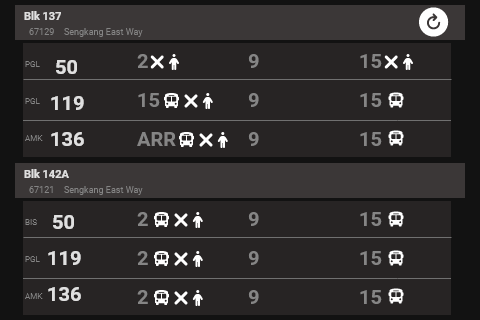 Blk 137
67129 Sengkang East Way
PGL 50 2 9 15
PGL 119 15 9 15
AMK 136 ARR 9 15
Blk 142A
67121 Sengkang East Way
BIS 50 2 9 15
PGL 119 2 9 15
AMK 136 2 9 15